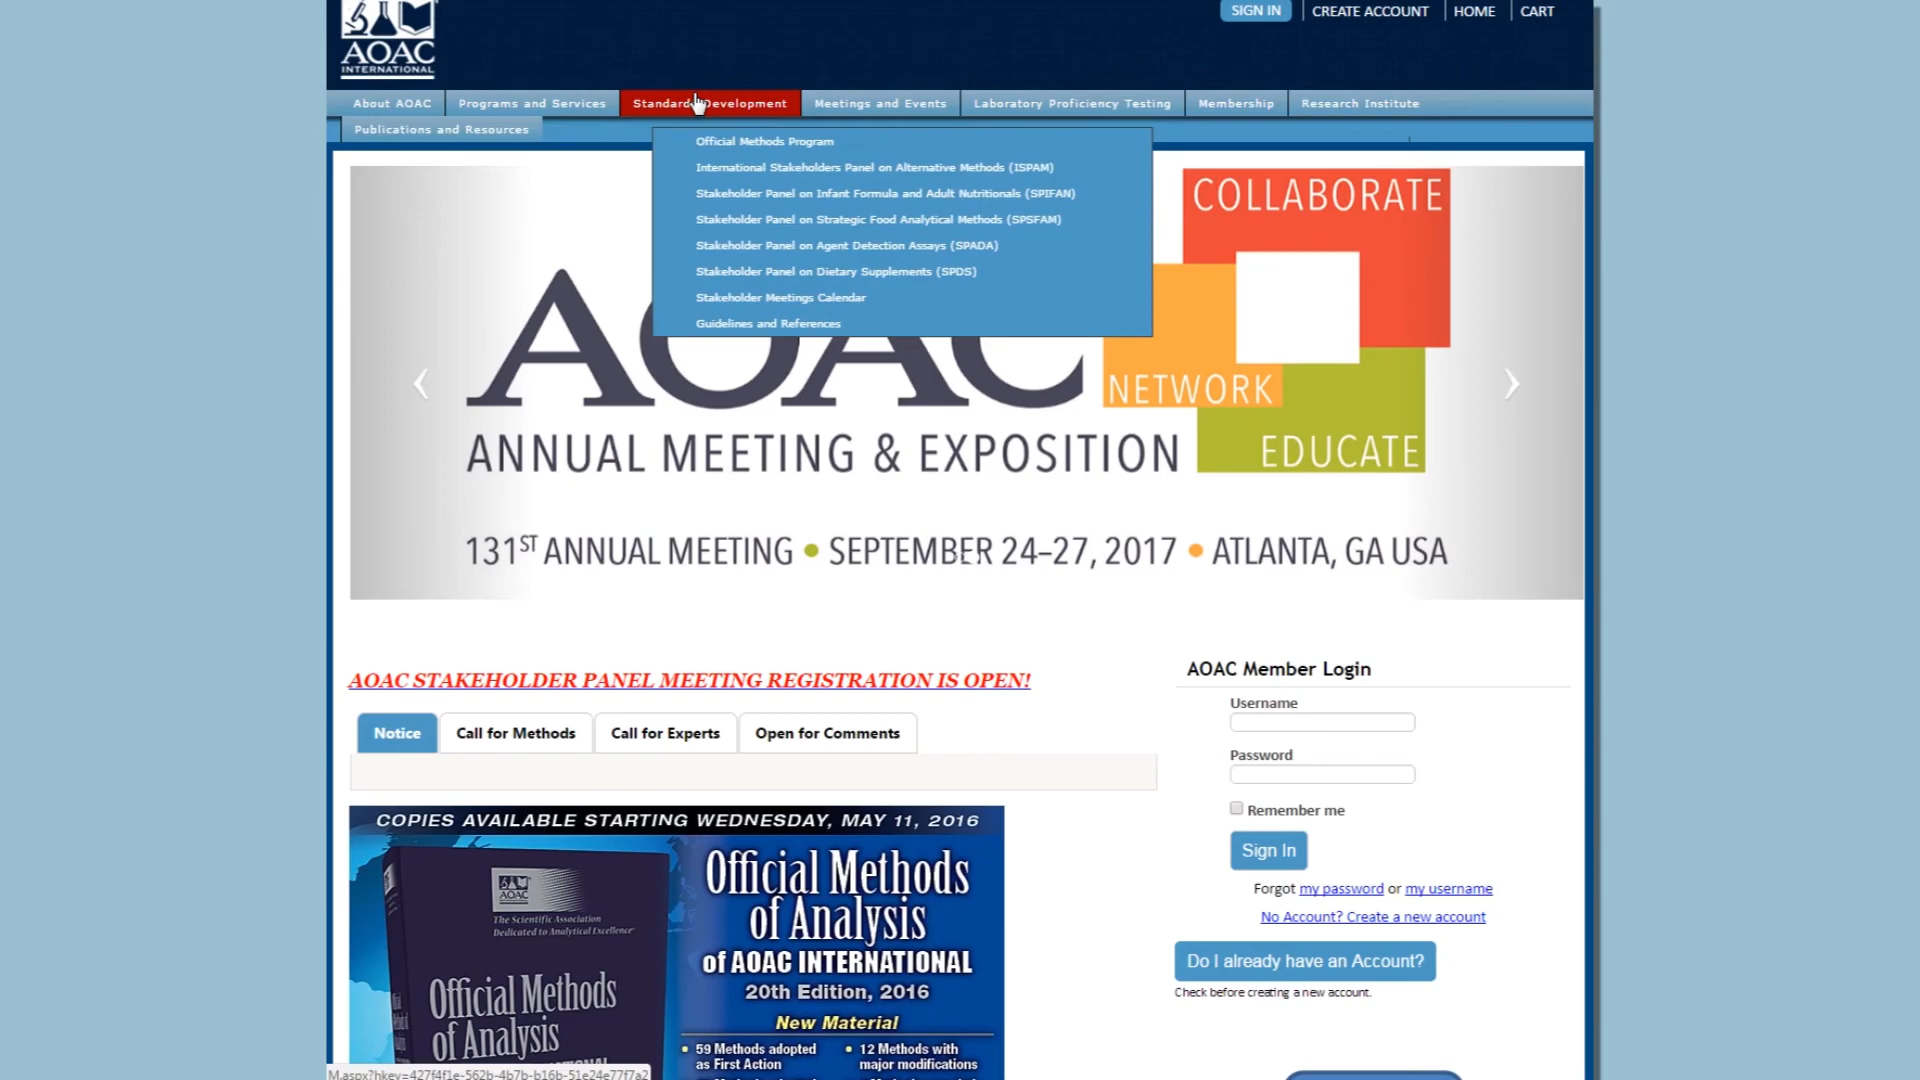 AOAC
INTERNATIONAL
SIGN IN
CREATE ACCOUNT
HOME
CART
About AOAC
Programs and Services
Standards Development
Meetings and Events
Laboratory Proficiency Testing
Membership
Research Institute
Publications and Resources
Official Methods Program
International Stakeholders Panel on Alternative Methods (ISPAM)
Stakeholder Panel on Infant Formula and Adult Nutritionals (SPIFAN)
Stakeholder Panel on Strategic Food Analytical Methods (SPSFAM)
Stakeholder Panel on Agent Detection Assays (SPADA)
Stakeholder Panel on Dietary Supplements (SPDS)
Stakeholder Meetings Calendar
Guidelines and References
AOAC
COLLABORATE
NETWORK
EDUCATE
ANNUAL MEETING & EXPOSITION
131ST ANNUAL MEETING • SEPTEMBER 24–27, 2017 • ATLANTA, GA USA
AOAC STAKEHOLDER PANEL MEETING REGISTRATION IS OPEN!
Notice
Call for Methods
Call for Experts
Open for Comments
COPIES AVAILABLE STARTING WEDNESDAY, MAY 11, 2016
AOAC
The Scientific Association
Dedicated to Analytical Excellence
Official Methods
of Analysis
Official Methods
of Analysis
of AOAC INTERNATIONAL
20th Edition, 2016
New Material
• 59 Methods adopted
as First Action
• 12 Methods with
major modifications
AOAC Member Login
Username
Password
Remember me
Sign In
Forgot my password or my username
No Account? Create a new account
Do I already have an Account?
Check before creating a new account.
M.aspx?hkey=427f4f1e-562b-4b7b-b16b-51e24e77f7a2